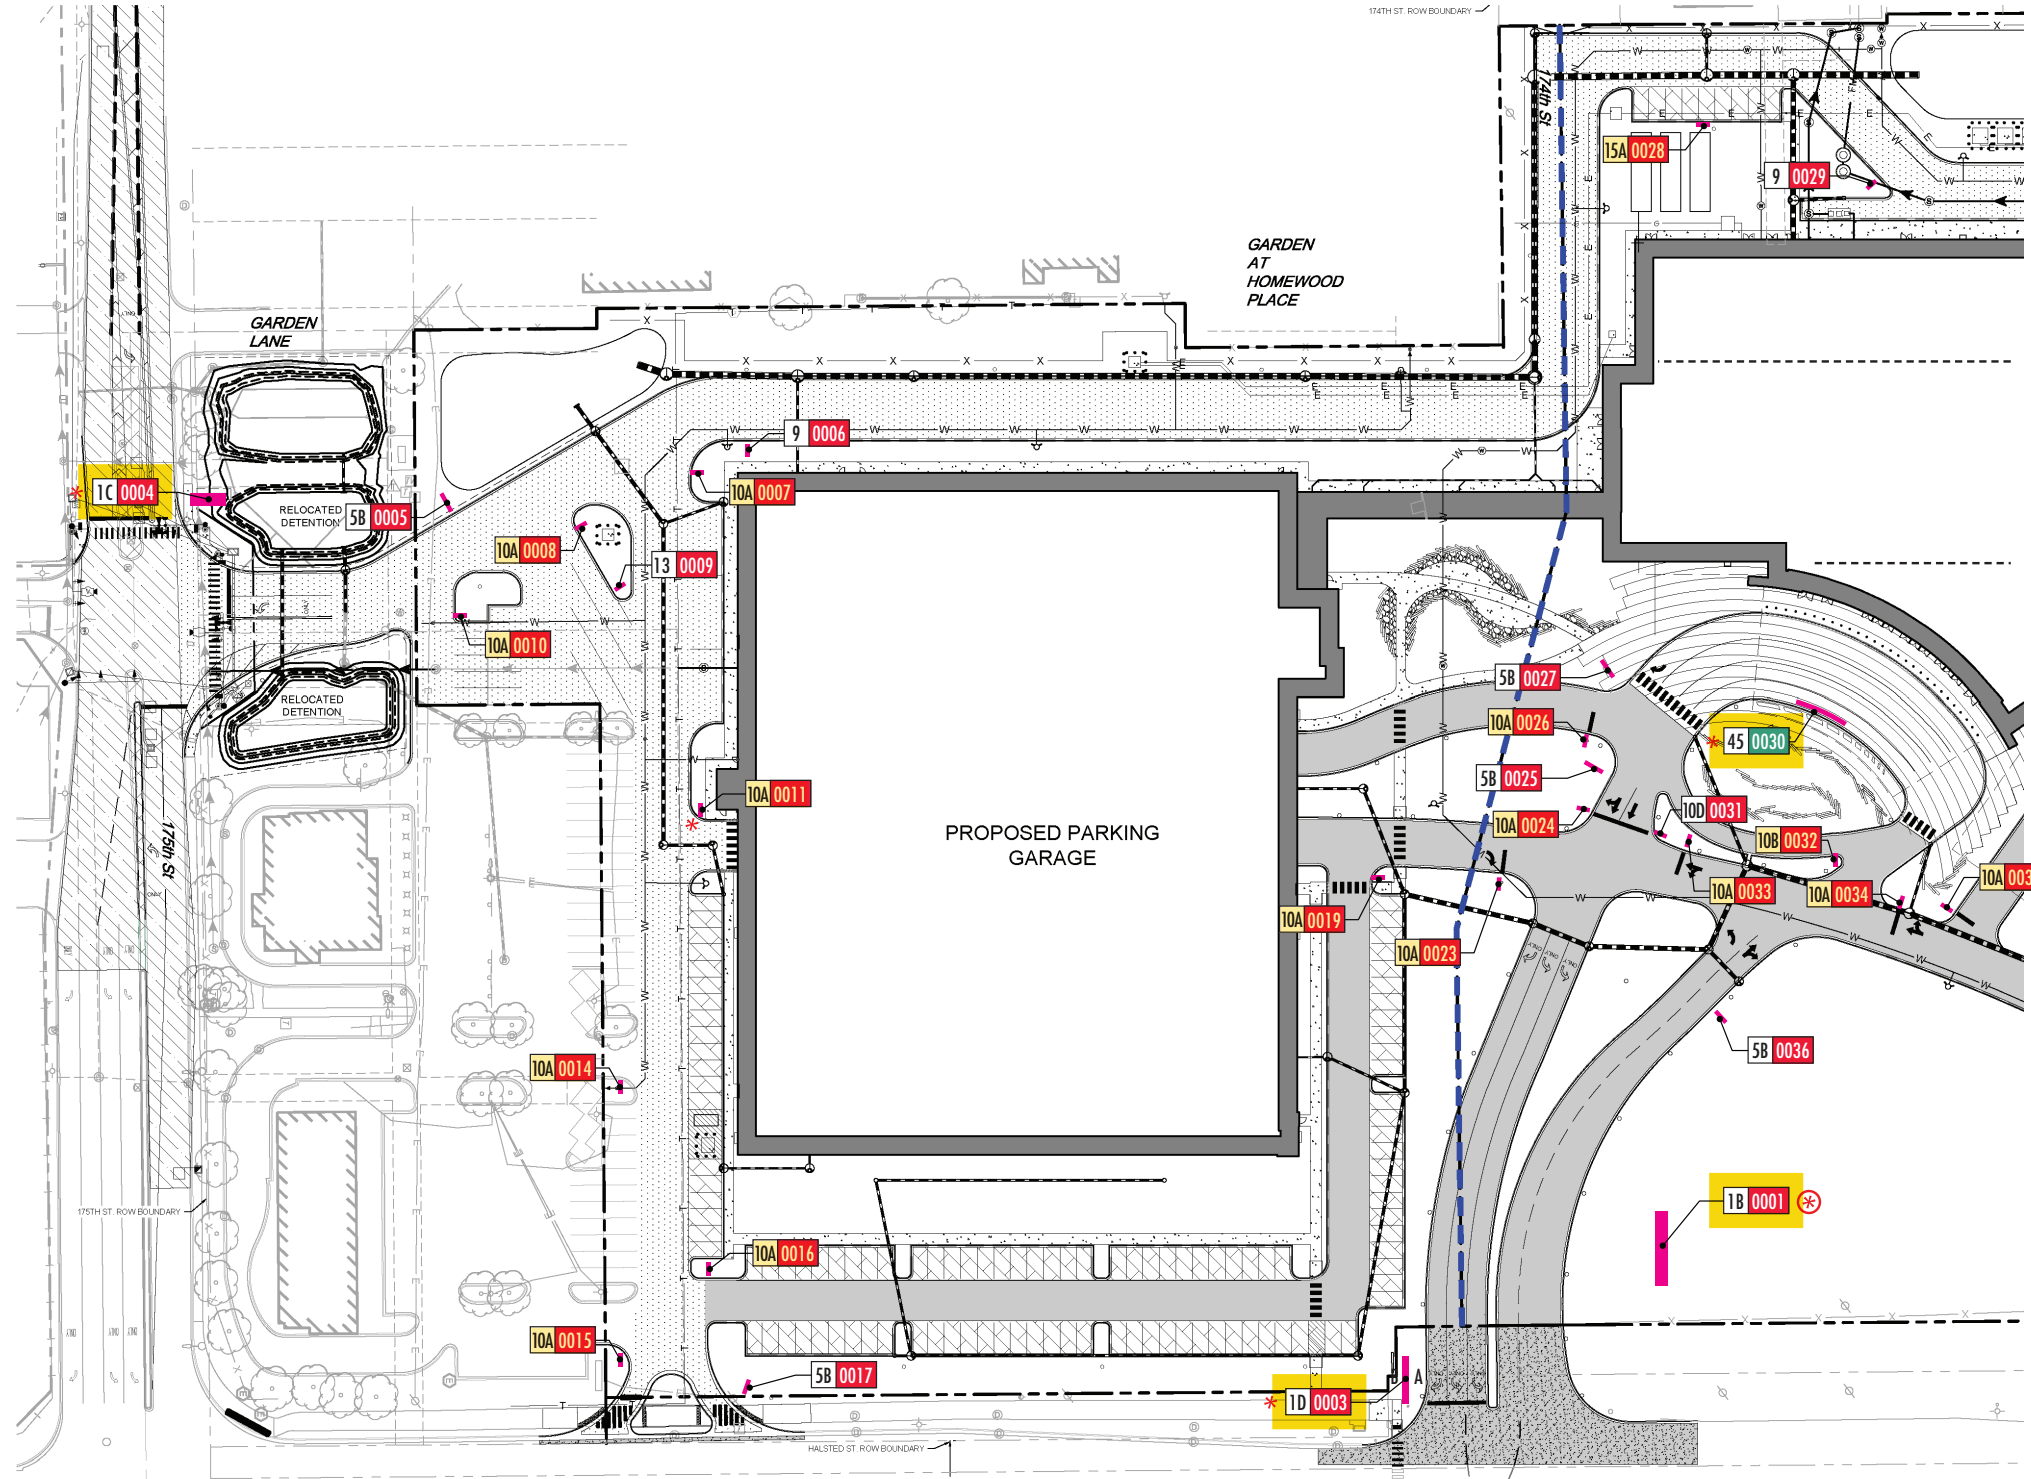 174TH ST. ROW BOUNDARY
174th St
15A 0028
9 0029
GARDEN
AT
HOMEWOOD
PLACE
GARDEN
LANE
9 0006
1C 0004
10A 0007
RELOCATED
DETENTION
5B 0005
10A 0008
13 0009
10A 0010
5B 0027
RELOCATED
DETENTION
10A 0026
45 0030
5B 0025
10A 0011
10D 0031
10A 0024
175th St
PROPOSED PARKING
GARAGE
10B 0032
10A 0033
10A 0034
10A 003
10A 0019
10A 0023
5B 0036
10A 0014
175TH ST. ROW BOUNDARY
1B 0001
10A 0016
10A 0015
5B 0017
A
1D 0003
HALSTED ST. ROW BOUNDARY